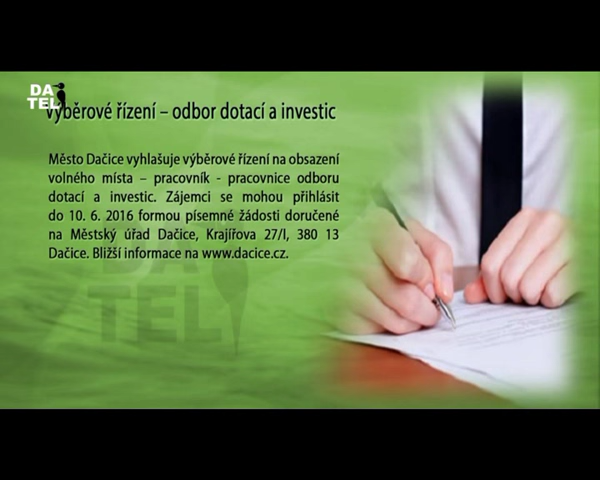 DA
TEL
Výběrové řízení – odbor dotací a investic
Město Dačice vyhlašuje výběrové řízení na obsazení
volného místa – pracovník - pracovnice odboru
dotací a investic. Zájemci se mohou přihlásit
do 10. 6. 2016 formou písemné žádosti doručené
na Městský úřad Dačice, Krajířova 27/I, 380 13
Dačice. Bližší informace na www.dacice.cz.
DA
TEL